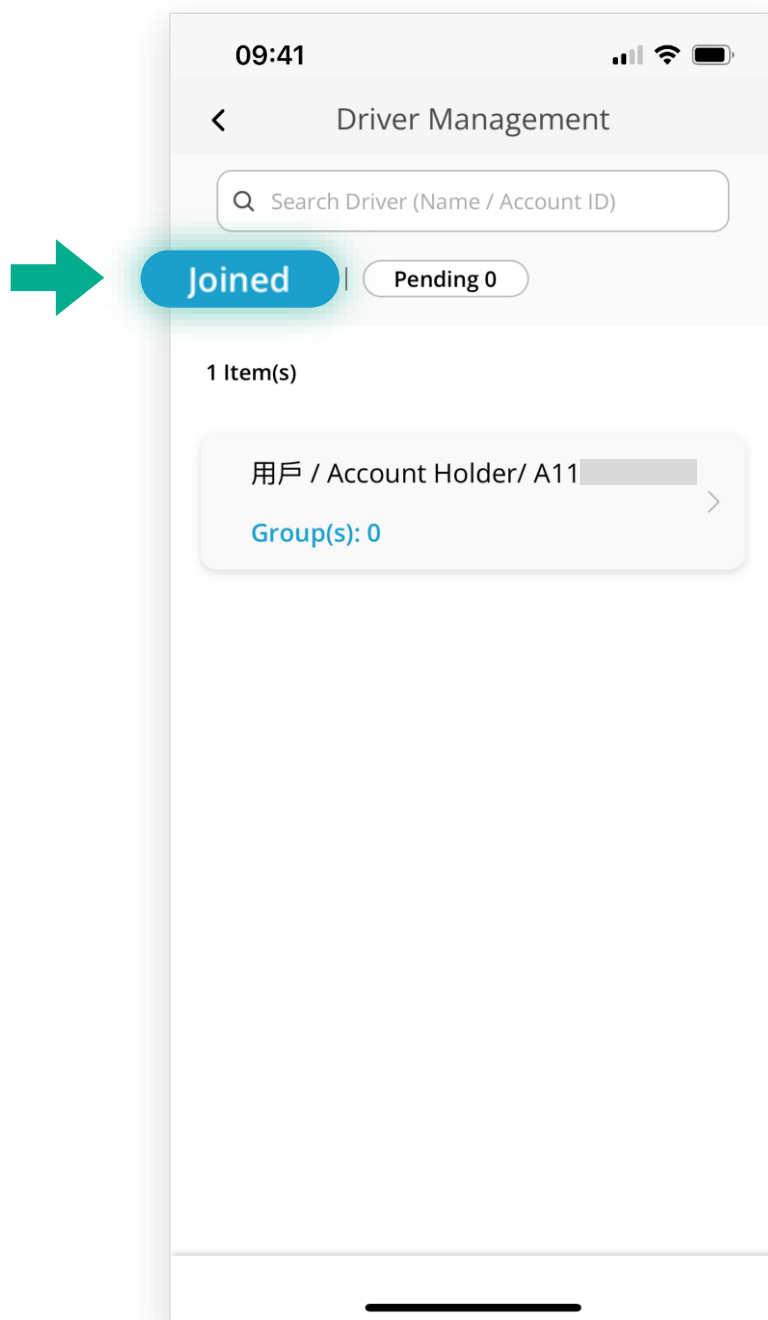 09:41
Driver Management
Search Driver (Name / Account ID)
Joined | Pending 0
1 Item(s)
用戶 / Account Holder/ A11
Group(s): 0